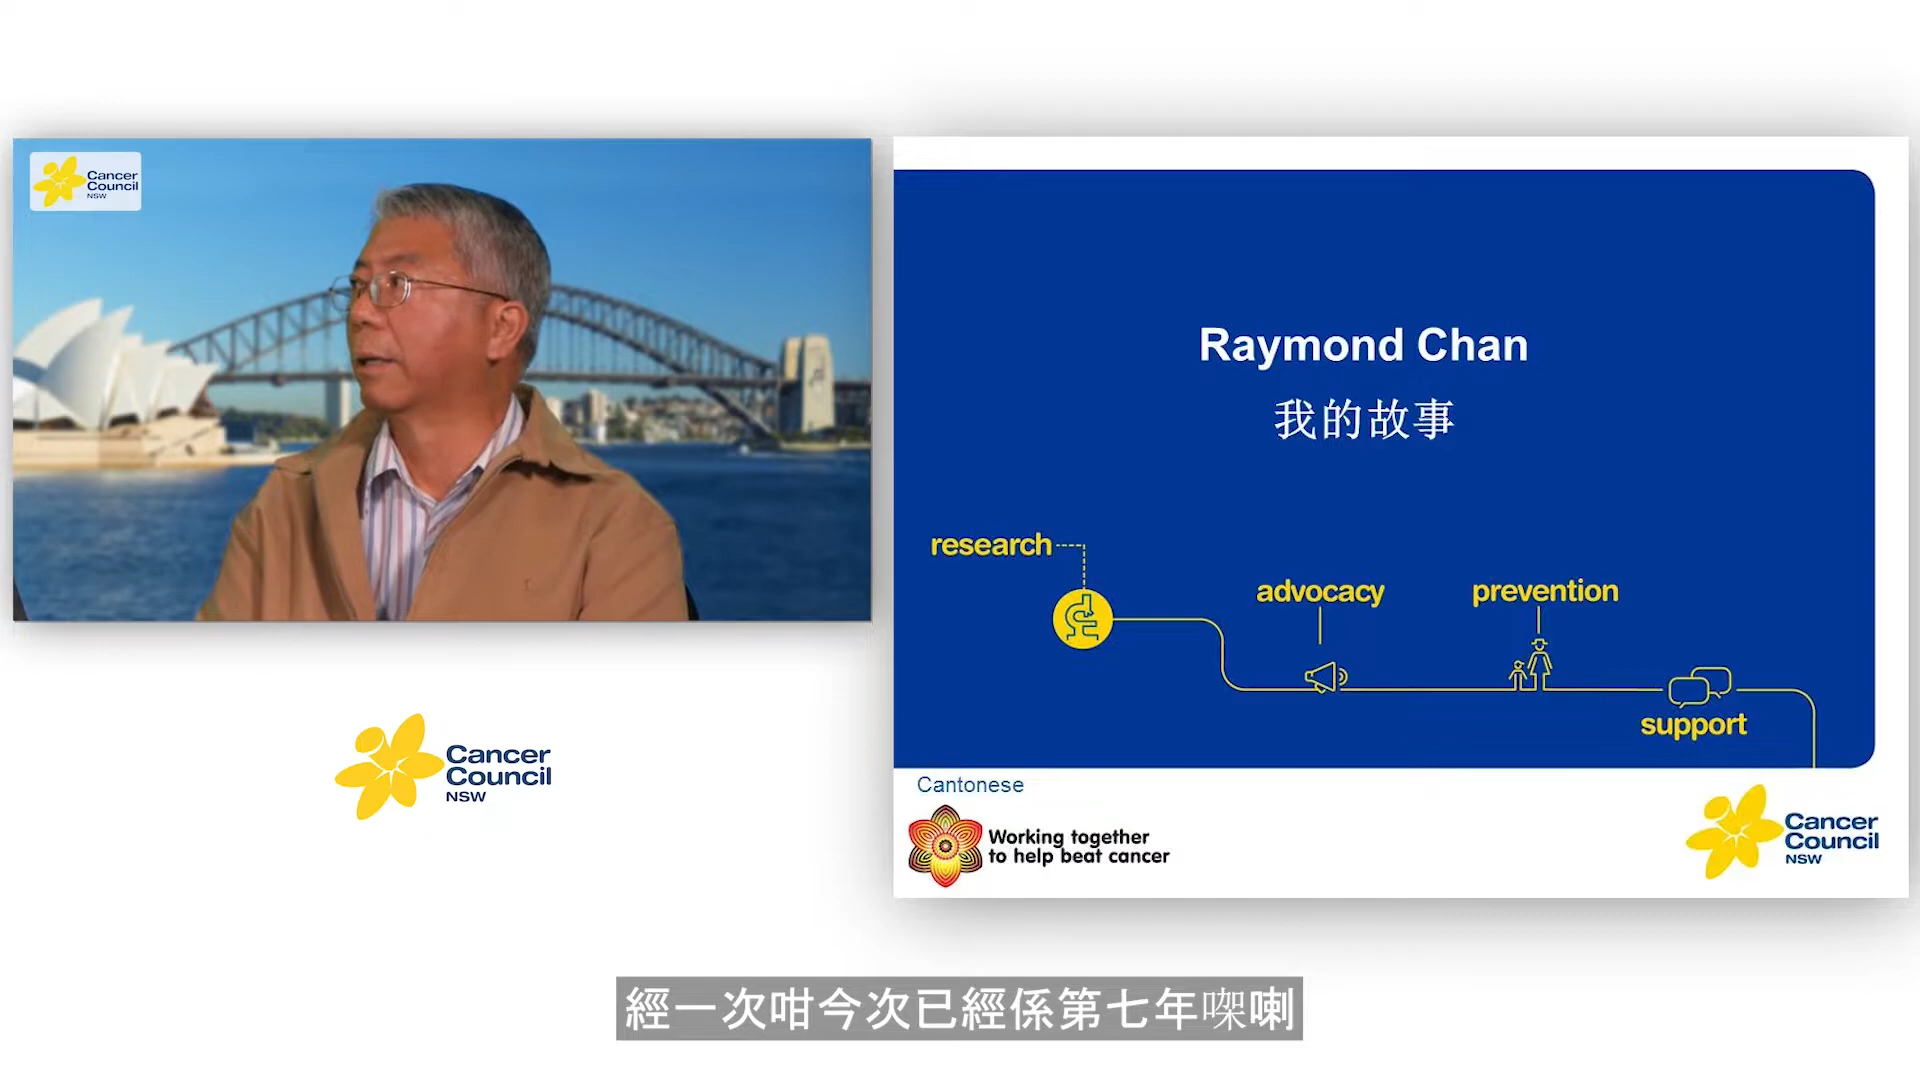 Cancer
Council
NSW
Raymond Chan
我的故事
research
advocacy
prevention
support
Cancer
Council
NSW
Cantonese
Working together
to help beat cancer
Cancer
Council
NSW
經一次咁今次已經係第七年㗎喇